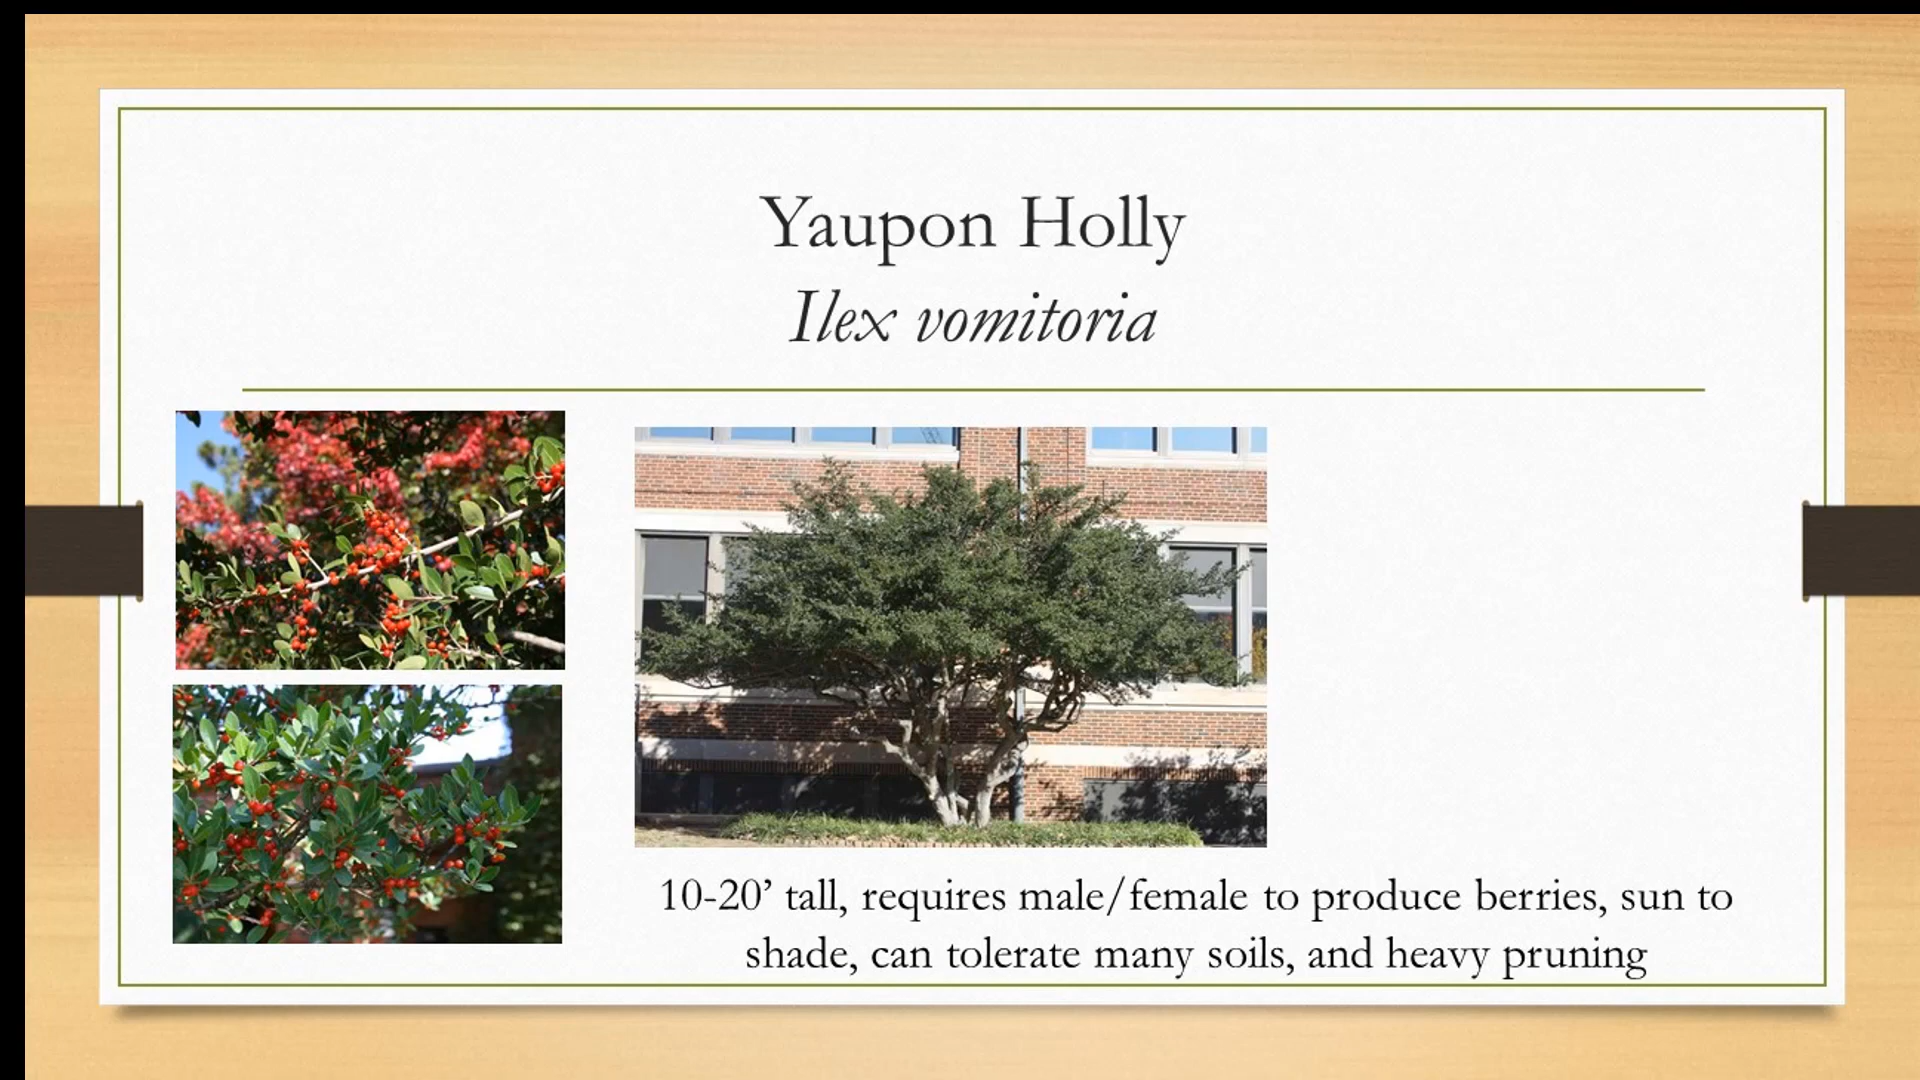 Yaupon Holly
Ilex vomitoria
10-20’ tall, requires male/female to produce berries, sun to
shade, can tolerate many soils, and heavy pruning